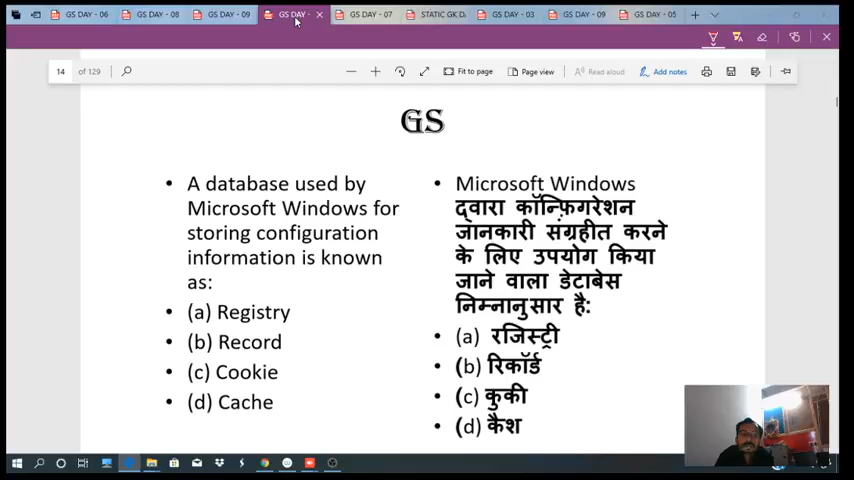 GS DAY - 06
GS DAY - 08
GS DAY - 09
GS DAY -
GS DAY - 07
STATIC GK DA
GS DAY - 03
GS DAY - 09
GS DAY - 05
14 of 129
Fit to page
Page view
Read aloud
Add notes
GS
• A database used by
Microsoft Windows for
storing configuration
information is known
as:
• (a) Registry
• (b) Record
• (c) Cookie
• (d) Cache
• Microsoft Windows
द्वारा कॉन्फ़िगरेशन
जानकारी संग्रहीत करने
के लिए उपयोग किया
जाने वाला डेटाबेस
निम्नानुसार है:
• (a) रजिस्ट्री
• (b) रिकॉर्ड
• (c) कुकी
• (d) कैश